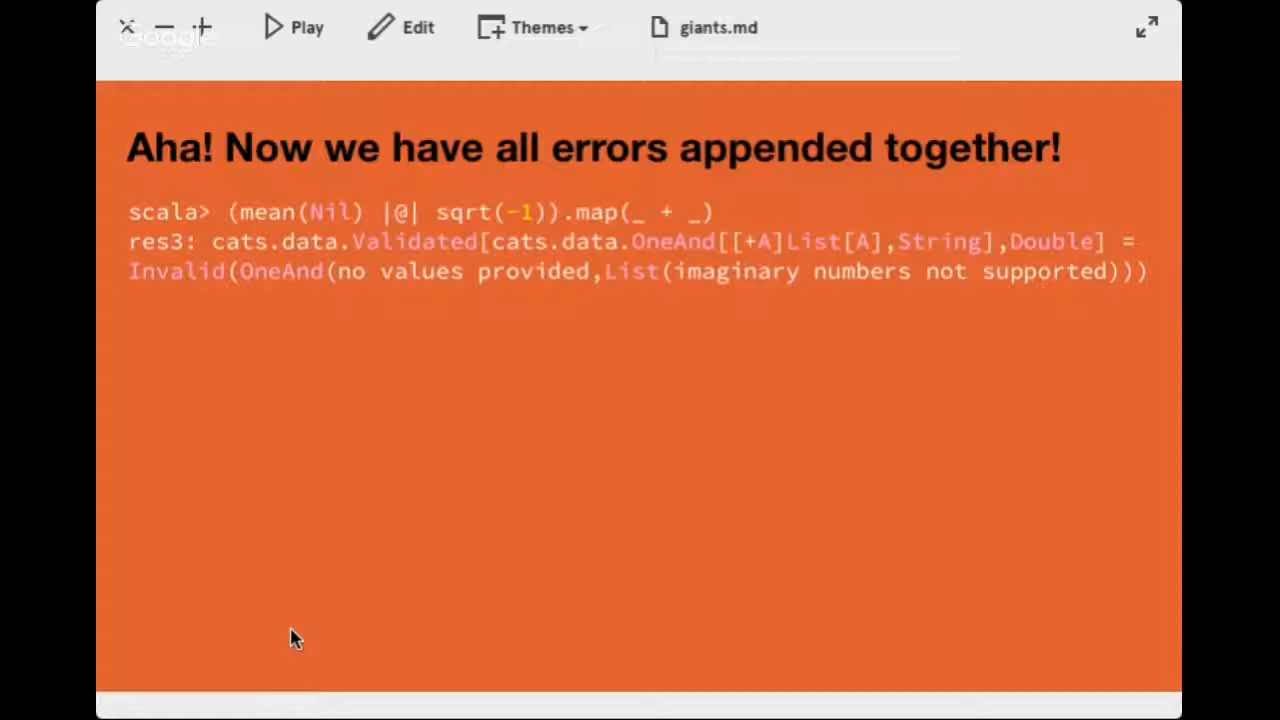 Google
Play Edit Themes giants.md
Aha! Now we have all errors appended together!
scala> (mean(Nil) |@| sqrt(-1)).map(_ + _)
res3: cats.data.Validated[cats.data.OneAnd[[+A]List[A],String],Double] =
Invalid(OneAnd(no values provided,List(imaginary numbers not supported)))